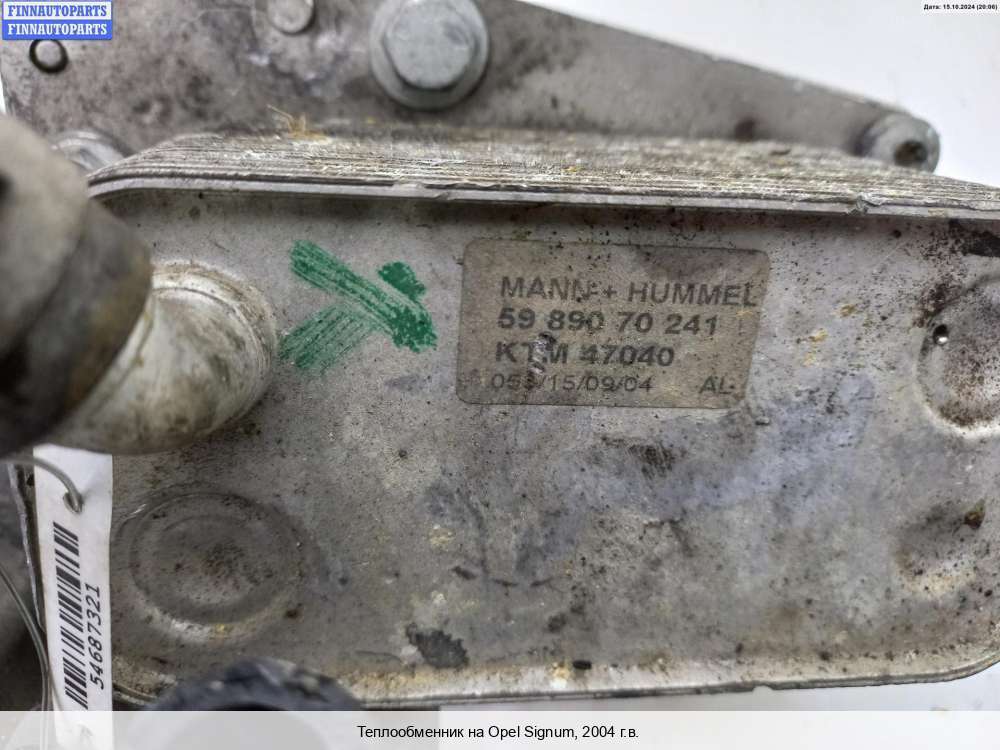 FINNAUTOPARTS
FINNAUTOPARTS
Дата: 15.10.2024 (20:06)
MANN + HUMMEL
59 890 70 241
KTM 47040
053/15/09/04 AL-
54687321
Теплообменник на Opel Signum, 2004 г.в.